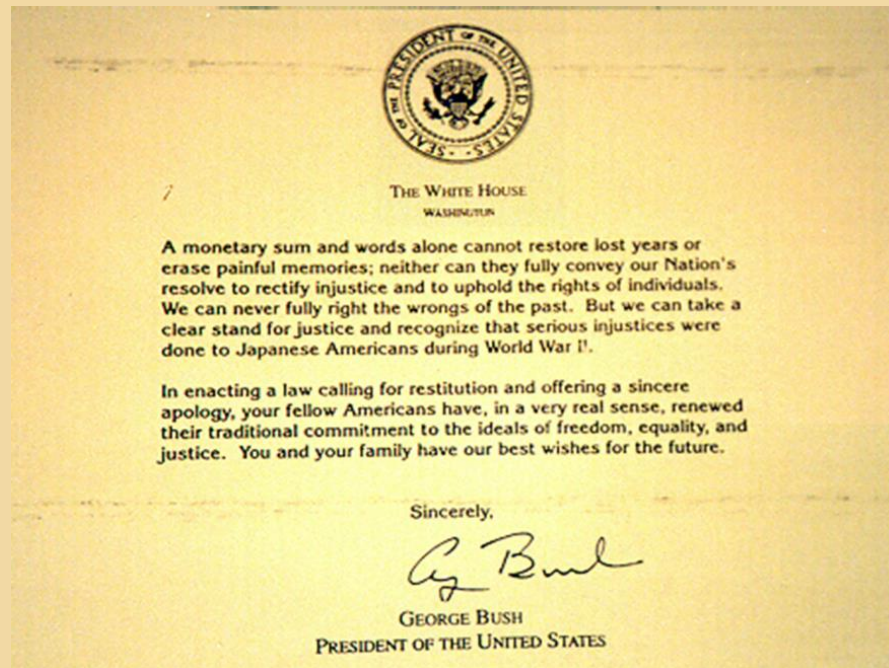 SEAL OF THE PRESIDENT OF THE UNITED STATES
THE WHITE HOUSE
WASHINGTON
A monetary sum and words alone cannot restore lost years or
erase painful memories; neither can they fully convey our Nation's
resolve to rectify injustice and to uphold the rights of individuals.
We can never fully right the wrongs of the past. But we can take a
clear stand for justice and recognize that serious injustices were
done to Japanese Americans during World War II.
In enacting a law calling for restitution and offering a sincere
apology, your fellow Americans have, in a very real sense, renewed
their traditional commitment to the ideals of freedom, equality, and
justice. You and your family have our best wishes for the future.
Sincerely,
G Bush
GEORGE BUSH
PRESIDENT OF THE UNITED STATES